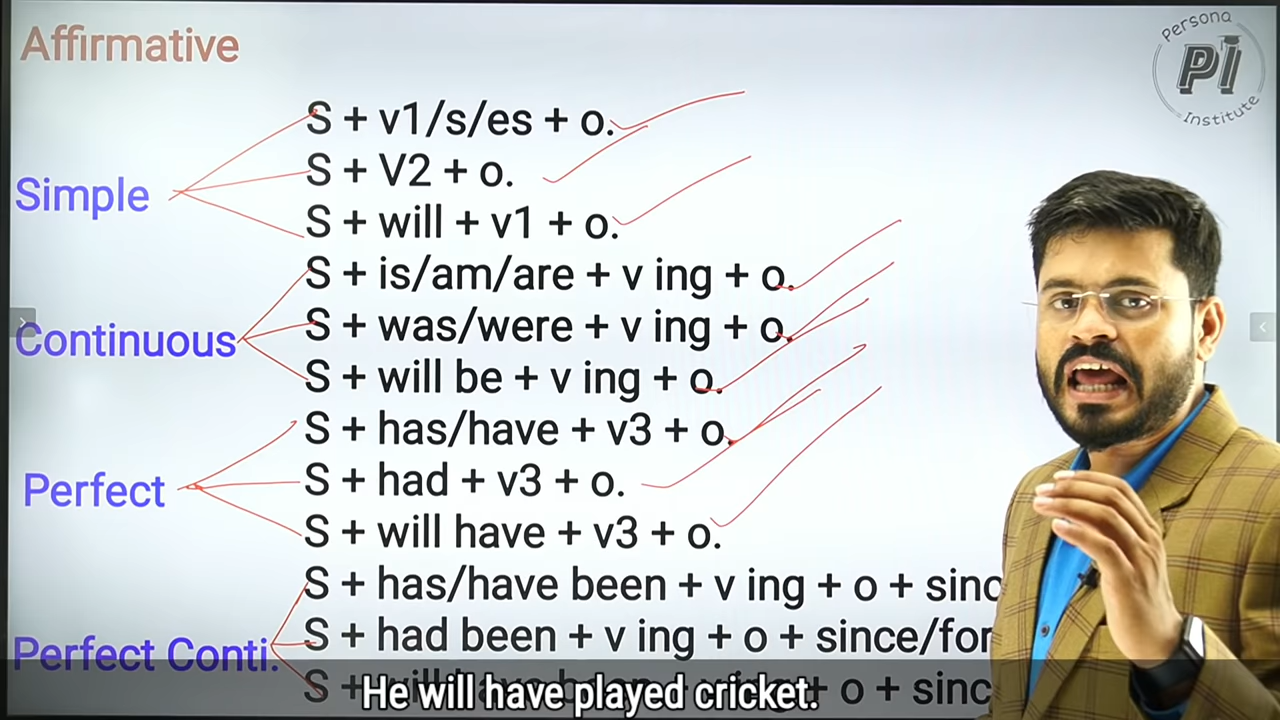 Affirmative
Persona
PI
Institute
Simple
S + v1/s/es + o.
S + V2 + o.
S + will + v1 + o.
Continuous
S + is/am/are + v ing + o.
S + was/were + v ing + o.
S + will be + v ing + o.
Perfect
S + has/have + v3 + o.
S + had + v3 + o.
S + will have + v3 + o.
Perfect Conti.
S + has/have been + v ing + o + sinc
S + had been + v ing + o + since/for
S + o + sinc
He will have played cricket.